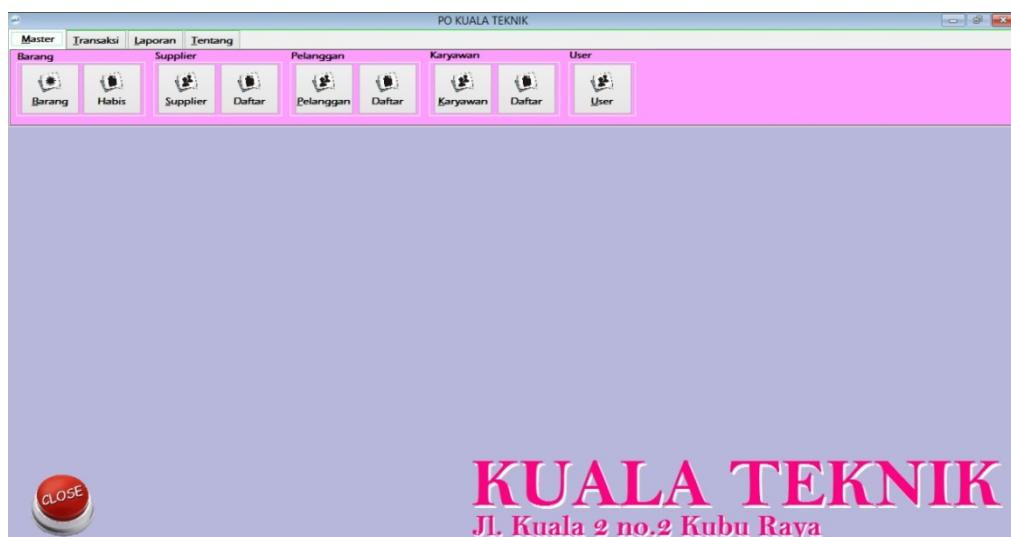 PO KUALA TEKNIK
Master Transaksi Laporan Tentang
Barang Supplier Pelanggan Karyawan User
Barang Habis Supplier Daftar Pelanggan Daftar Karyawan Daftar User
CLOSE
KUALA TEKNIK
Jl. Kuala 2 no.2 Kubu Raya